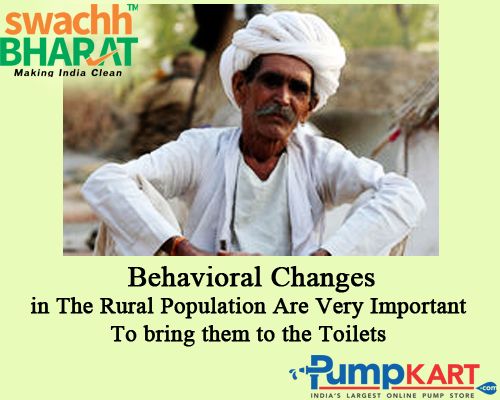 swachh TM
BHARAT
Making India Clean
Behavioral Changes
in The Rural Population Are Very Important
To bring them to the Toilets
PumpKART
.com
INDIA'S LARGEST ONLINE PUMP STORE